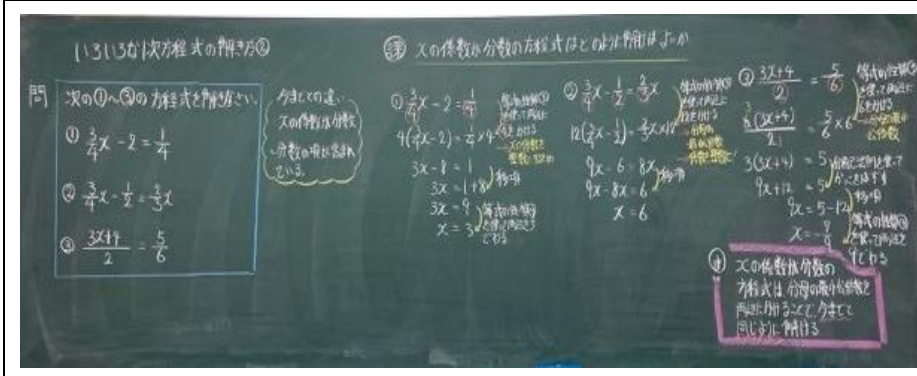 いろいろな1次方程式の解き方②
問
次の①〜③の方程式を解きなさい。
① 3/4x − 2 = 1/4
② 3/4x − 1/2 = 2/3x
③ (3x+4)/2 = 5/6
今までとの違い
xの係数が分数
分数の項が含まれ
ている。
課 xの係数が分数の方程式はどのように解けばよいか
① 3/4x − 2 = 1/4
4(3/4x − 2) = 1/4 × 4
3x − 8 = 1
3x = 1 + 8
移項
3x = 9
x = 3
② 3/4x − 1/2 = 2/3x
12(3/4x − 1/2) = 2/3x × 12
9x − 6 = 8x
9x − 8x = 6
移項
x = 6
③ (3x+4)/2 = 5/6
(3x+4)/2 = 5/6 × 6
3(3x+4) = 5
9x + 12 = 5
移項
9x = 5 − 12
x = −7/9
xの係数が分数の
方程式は、分母の最小公倍数を
両辺にかけることで、今までと
同じように解ける